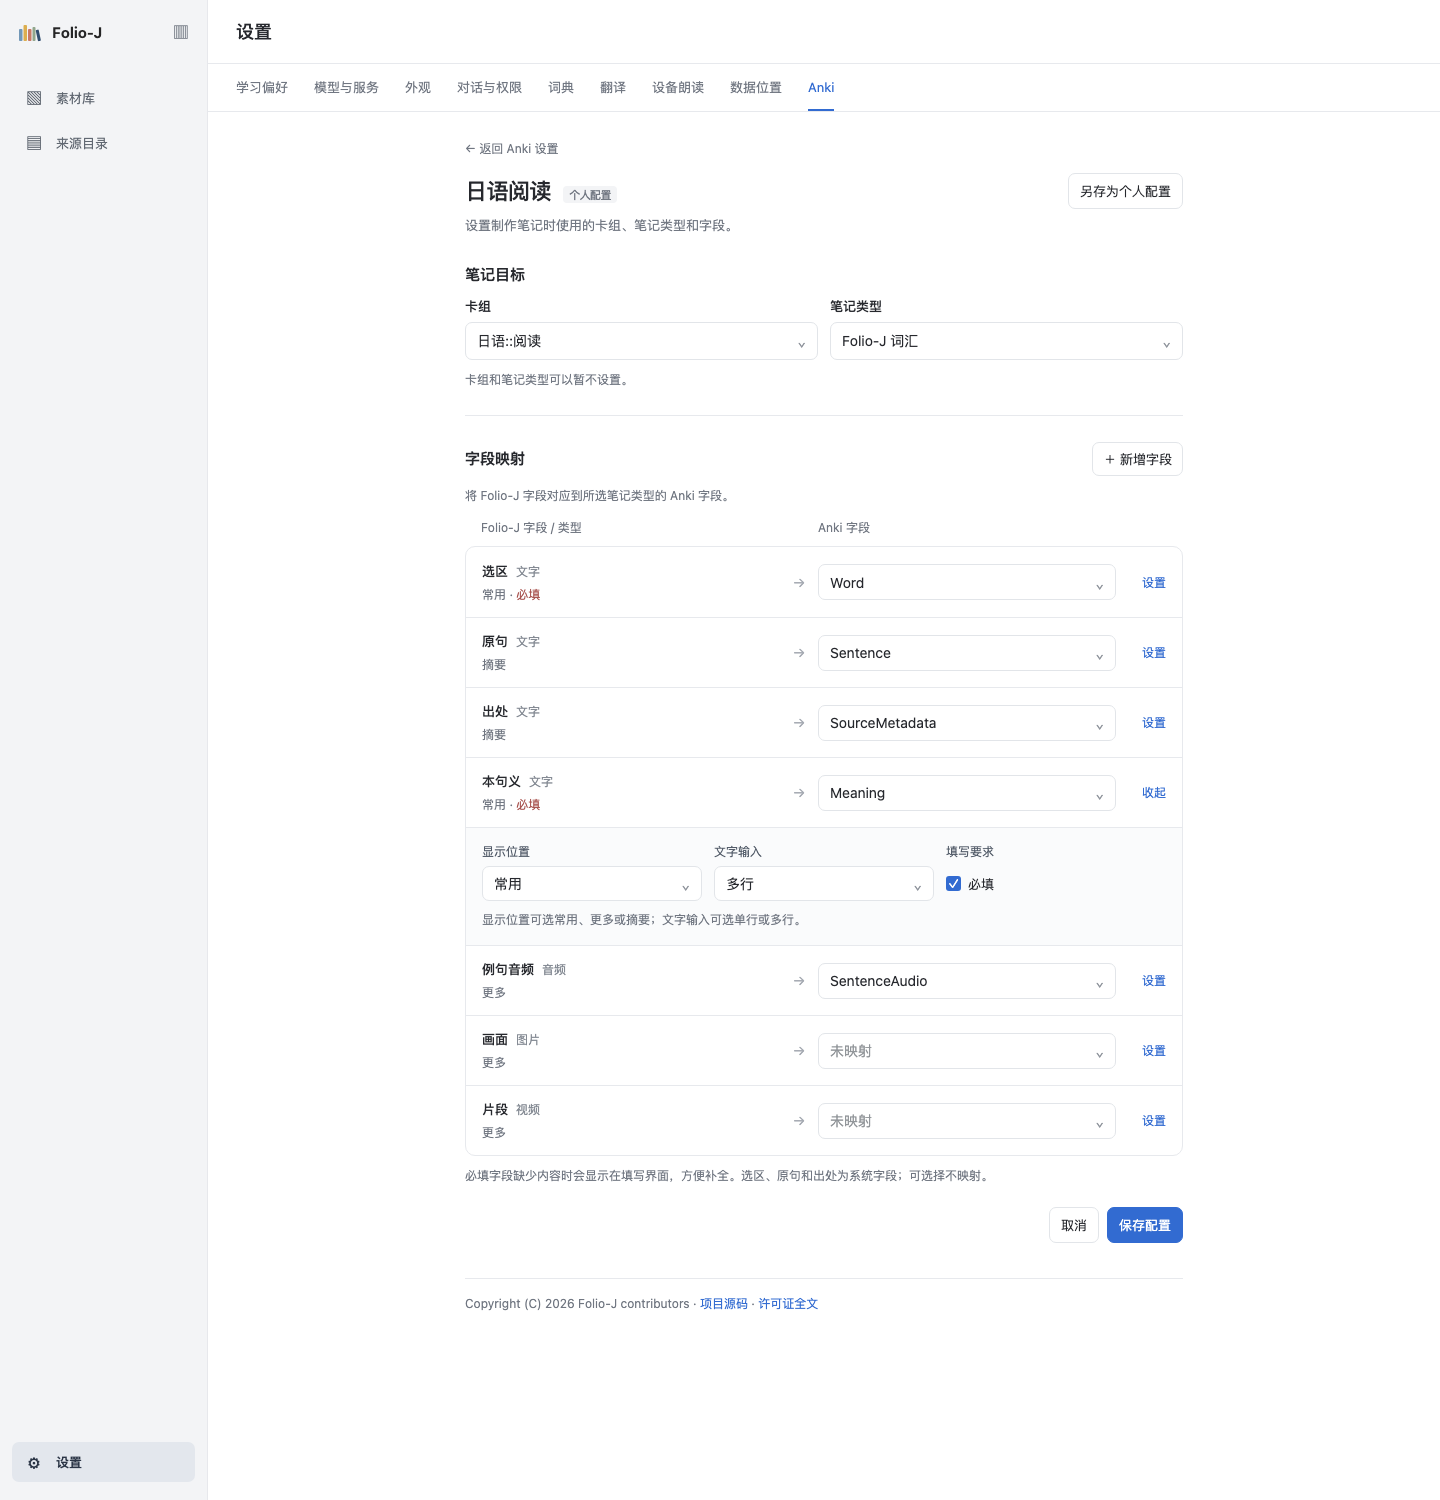 Folio-J
素材库
来源目录
设置
设置
学习偏好 模型与服务 外观 对话与权限 词典 翻译 设备朗读 数据位置 Anki
← 返回 Anki 设置
日语阅读 个人配置
另存为个人配置
设置制作笔记时使用的卡组、笔记类型和字段。
笔记目标
卡组 笔记类型
日语::阅读 Folio-J 词汇
卡组和笔记类型可以暂不设置。
字段映射
+ 新增字段
将 Folio-J 字段对应到所选笔记类型的 Anki 字段。
Folio-J 字段 / 类型 Anki 字段
选区 文字
常用 · 必填
→ Word 设置
原句 文字
摘要
→ Sentence 设置
出处 文字
摘要
→ SourceMetadata 设置
本句义 文字
常用 · 必填
→ Meaning 收起
显示位置 文字输入 填写要求
常用 多行 必填
显示位置可选常用、更多或摘要；文字输入可选单行或多行。
例句音频 音频
更多
→ SentenceAudio 设置
画面 图片
更多
→ 未映射 设置
片段 视频
更多
→ 未映射 设置
必填字段缺少内容时会显示在填写界面，方便补全。选区、原句和出处为系统字段；可选择不映射。
取消 保存配置
Copyright (C) 2026 Folio-J contributors · 项目源码 · 许可证全文